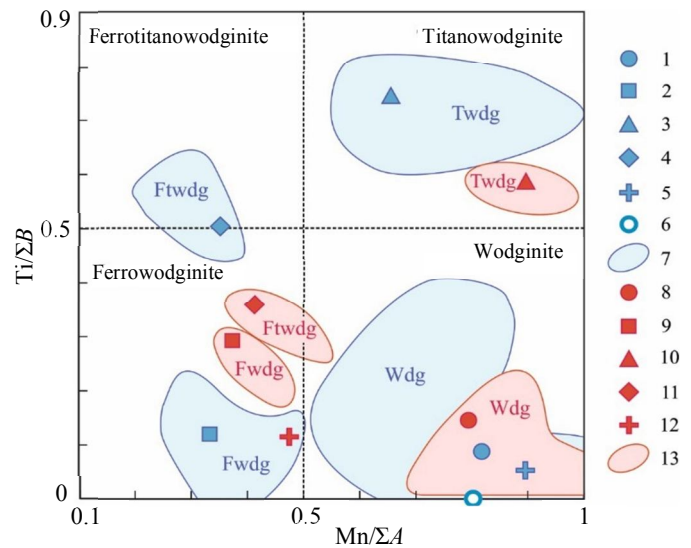 0.9
Ferrotitanowodginite
Titanowodginite
Twdg
Twdg
Ftwdg
0.5
Ferrowodginite
Wodginite
Ftwdg
Fwdg
Wdg
Wdg
Fwdg
0
0.1
0.5
1
Ti/ΣB
Mn/ΣA
1
2
3
4
5
6
7
8
9
10
11
12
13